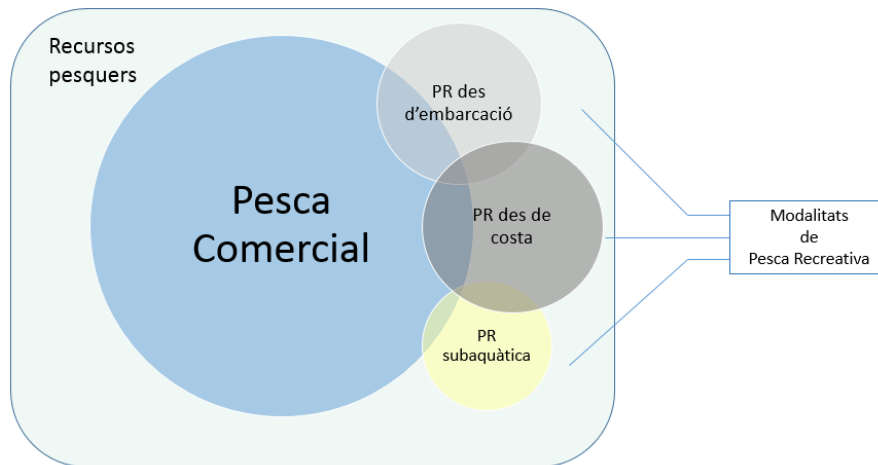 Recursos
pesquers
PR des
d'embarcació
Pesca
Comercial
PR des de
costa
Modalitats
de
Pesca Recreativa
PR
subaquàtica